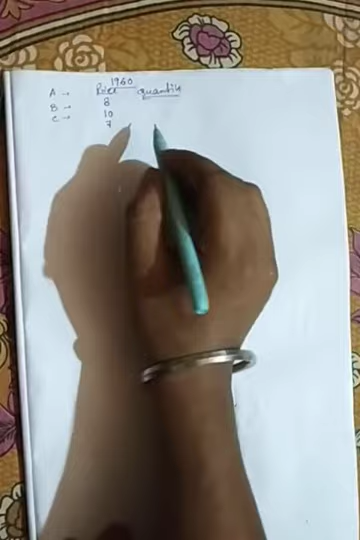 1960
A → Price quantity
B → 8
C → 10
7